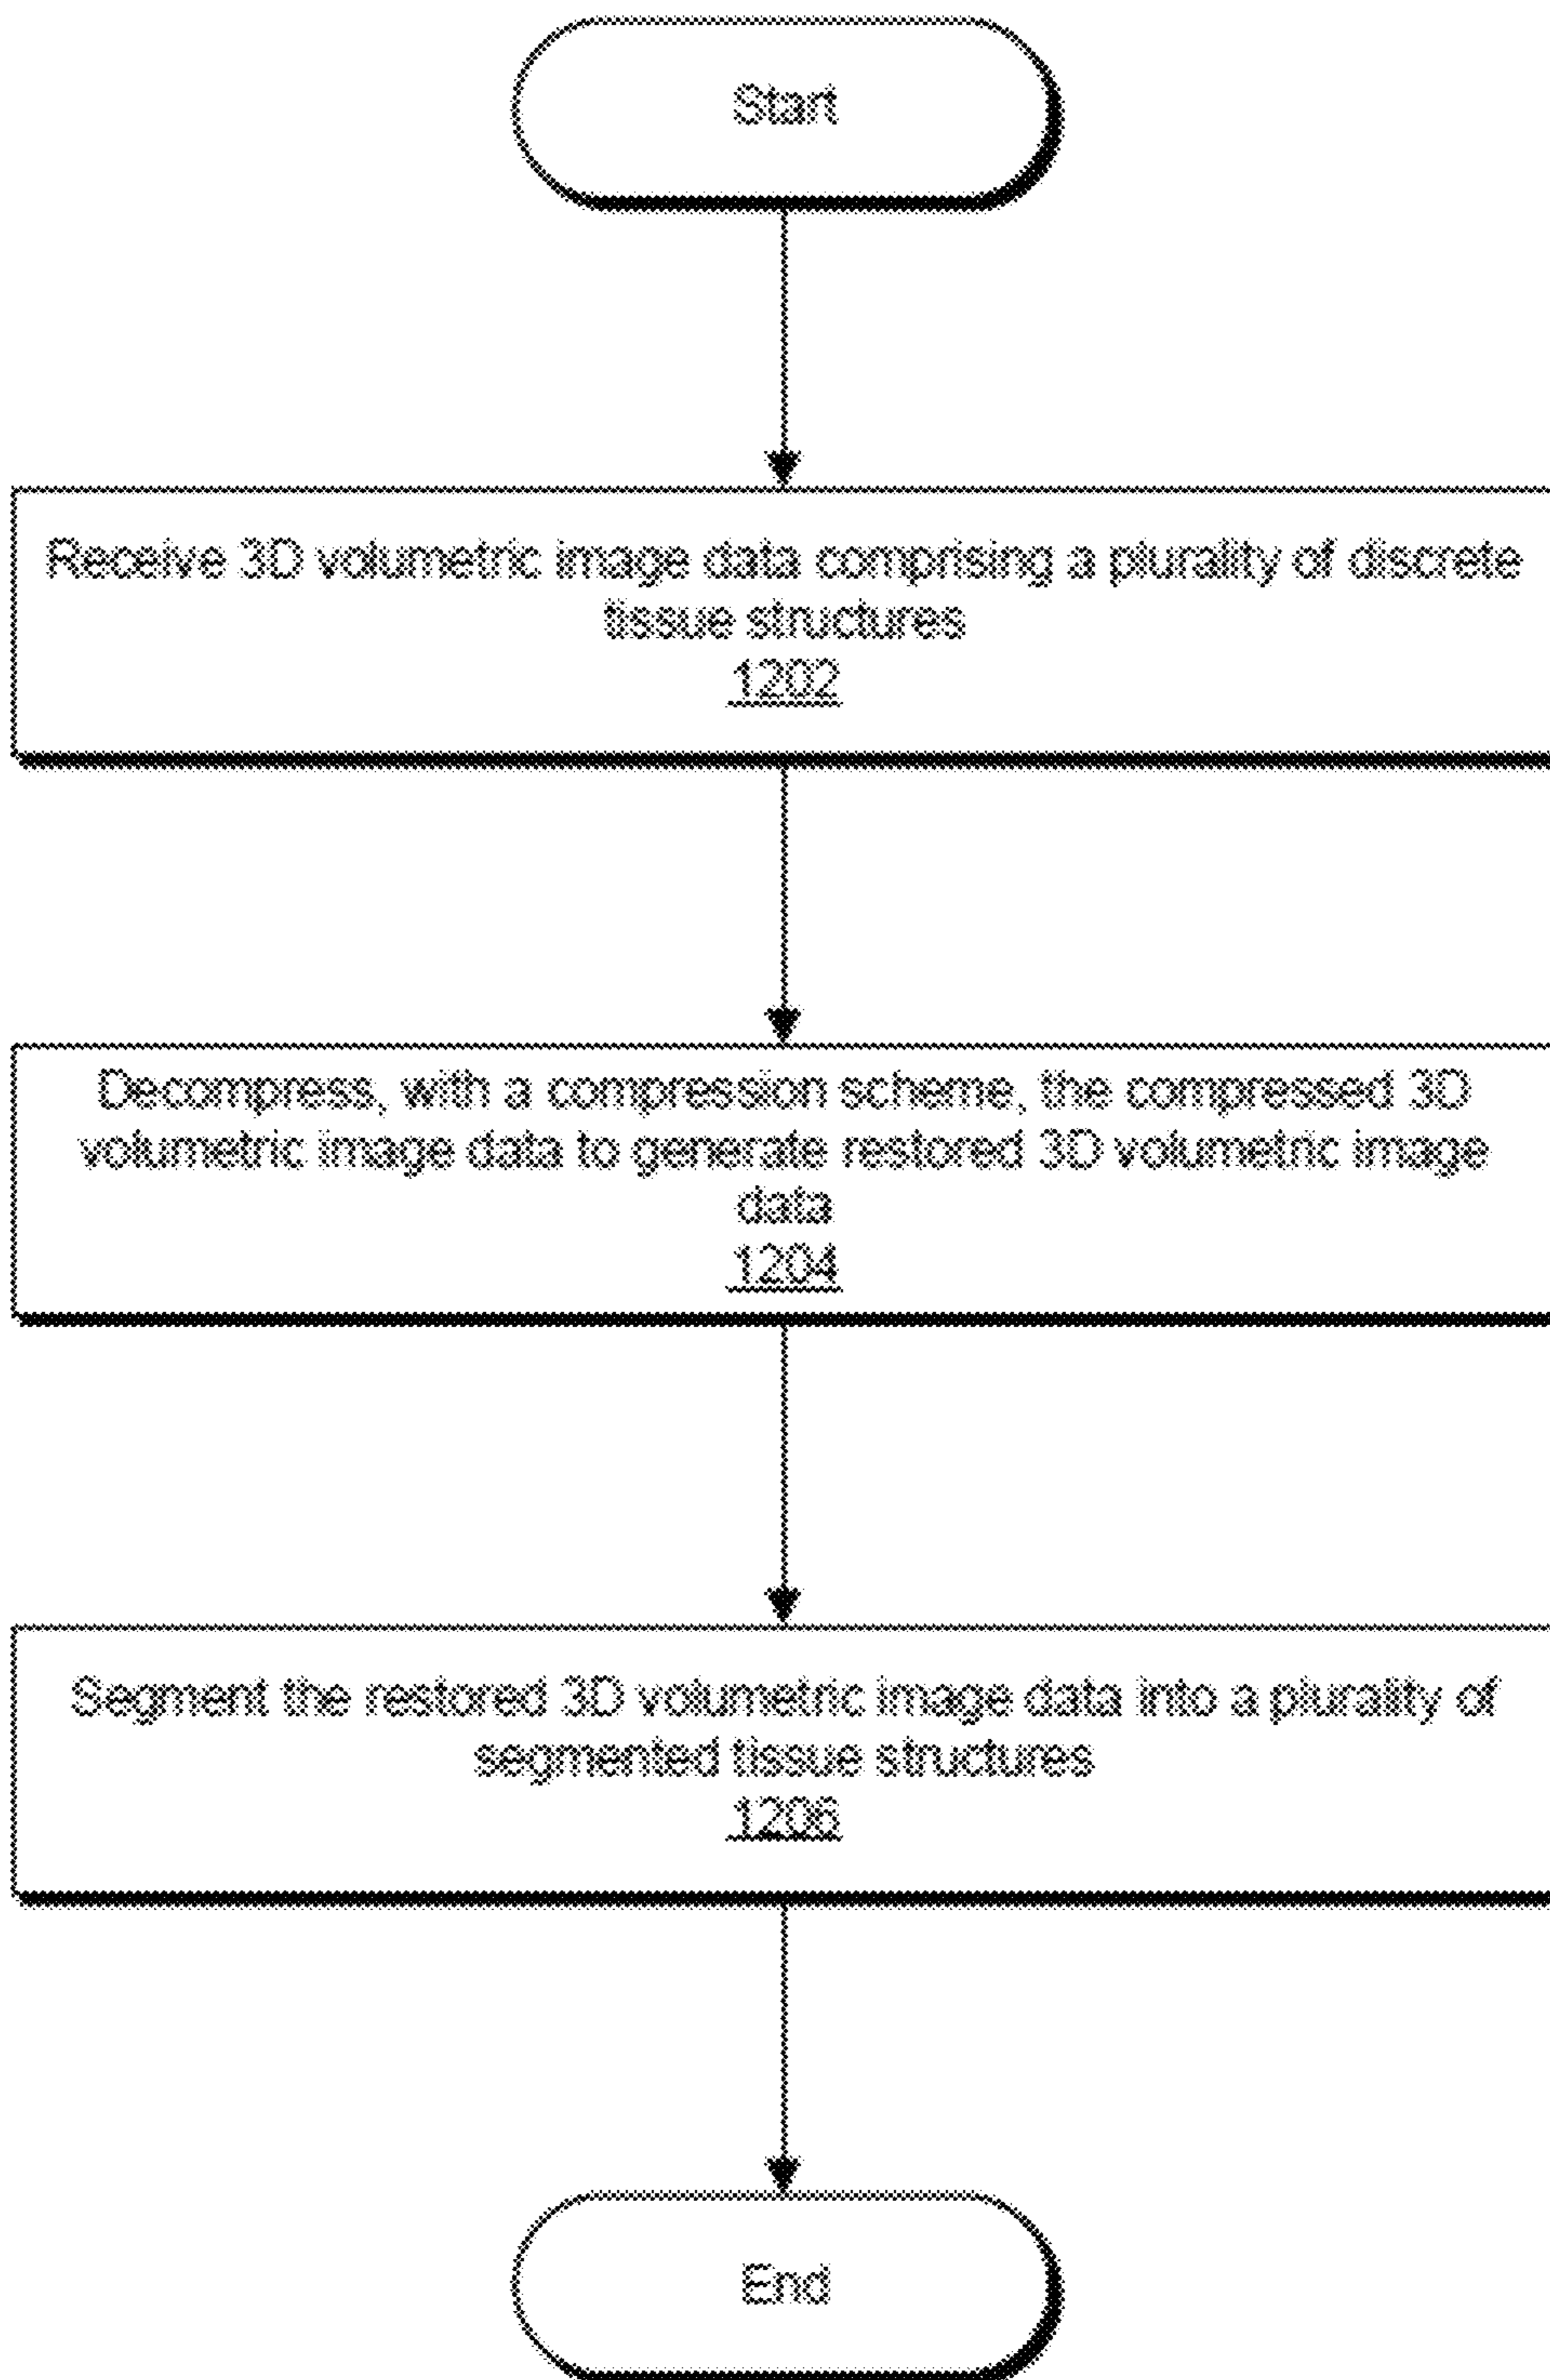 Start
Receive 3D volumetric image data comprising a plurality of discrete
tissue structures
1202
Decompress, with a compression scheme, the compressed 3D
volumetric image data to generate restored 3D volumetric image
data
1204
Segment the restored 3D volumetric image data into a plurality of
segmented tissue structures
1206
End